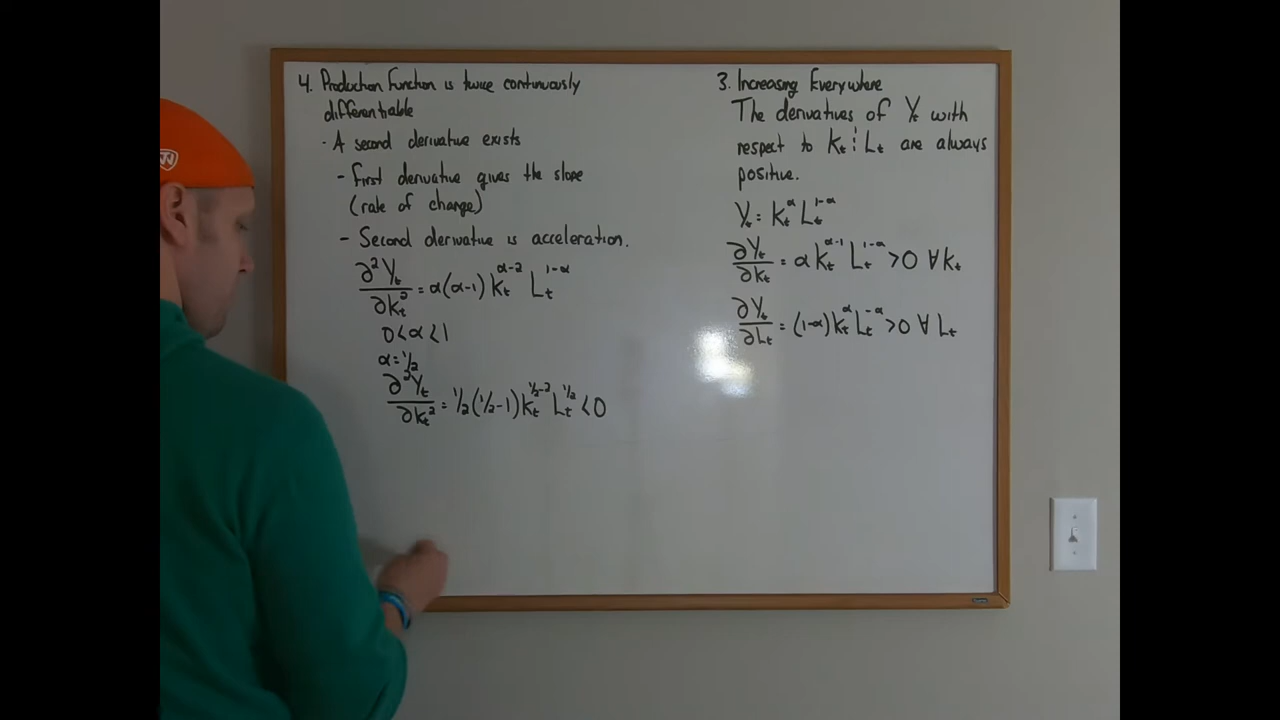 4. Production Function is twice continuously
differentiable
· A second derivative exists
- First derivative gives the slope
(rate of change)
- Second derivative is acceleration.
∂²Yₜ/∂Kₜ² = α(α-1)Kₜ^(α-2) Lₜ^(1-α)
0<α<1
α=1/2
∂²Yₜ/∂Kₜ² = 1/2(1/2-1)Kₜ^(1/2-2) Lₜ^(1/2) <0
3. Increasing Everywhere
The derivatives of Yₜ with
respect to Kₜ & Lₜ are always
positive.
Yₜ = Kₜ^α Lₜ^(1-α)
∂Yₜ/∂Kₜ = αKₜ^(α-1) Lₜ^(1-α) >0 ∀Kₜ
∂Yₜ/∂Lₜ = (1-α)Kₜ^α Lₜ^(-α) >0 ∀ Lₜ